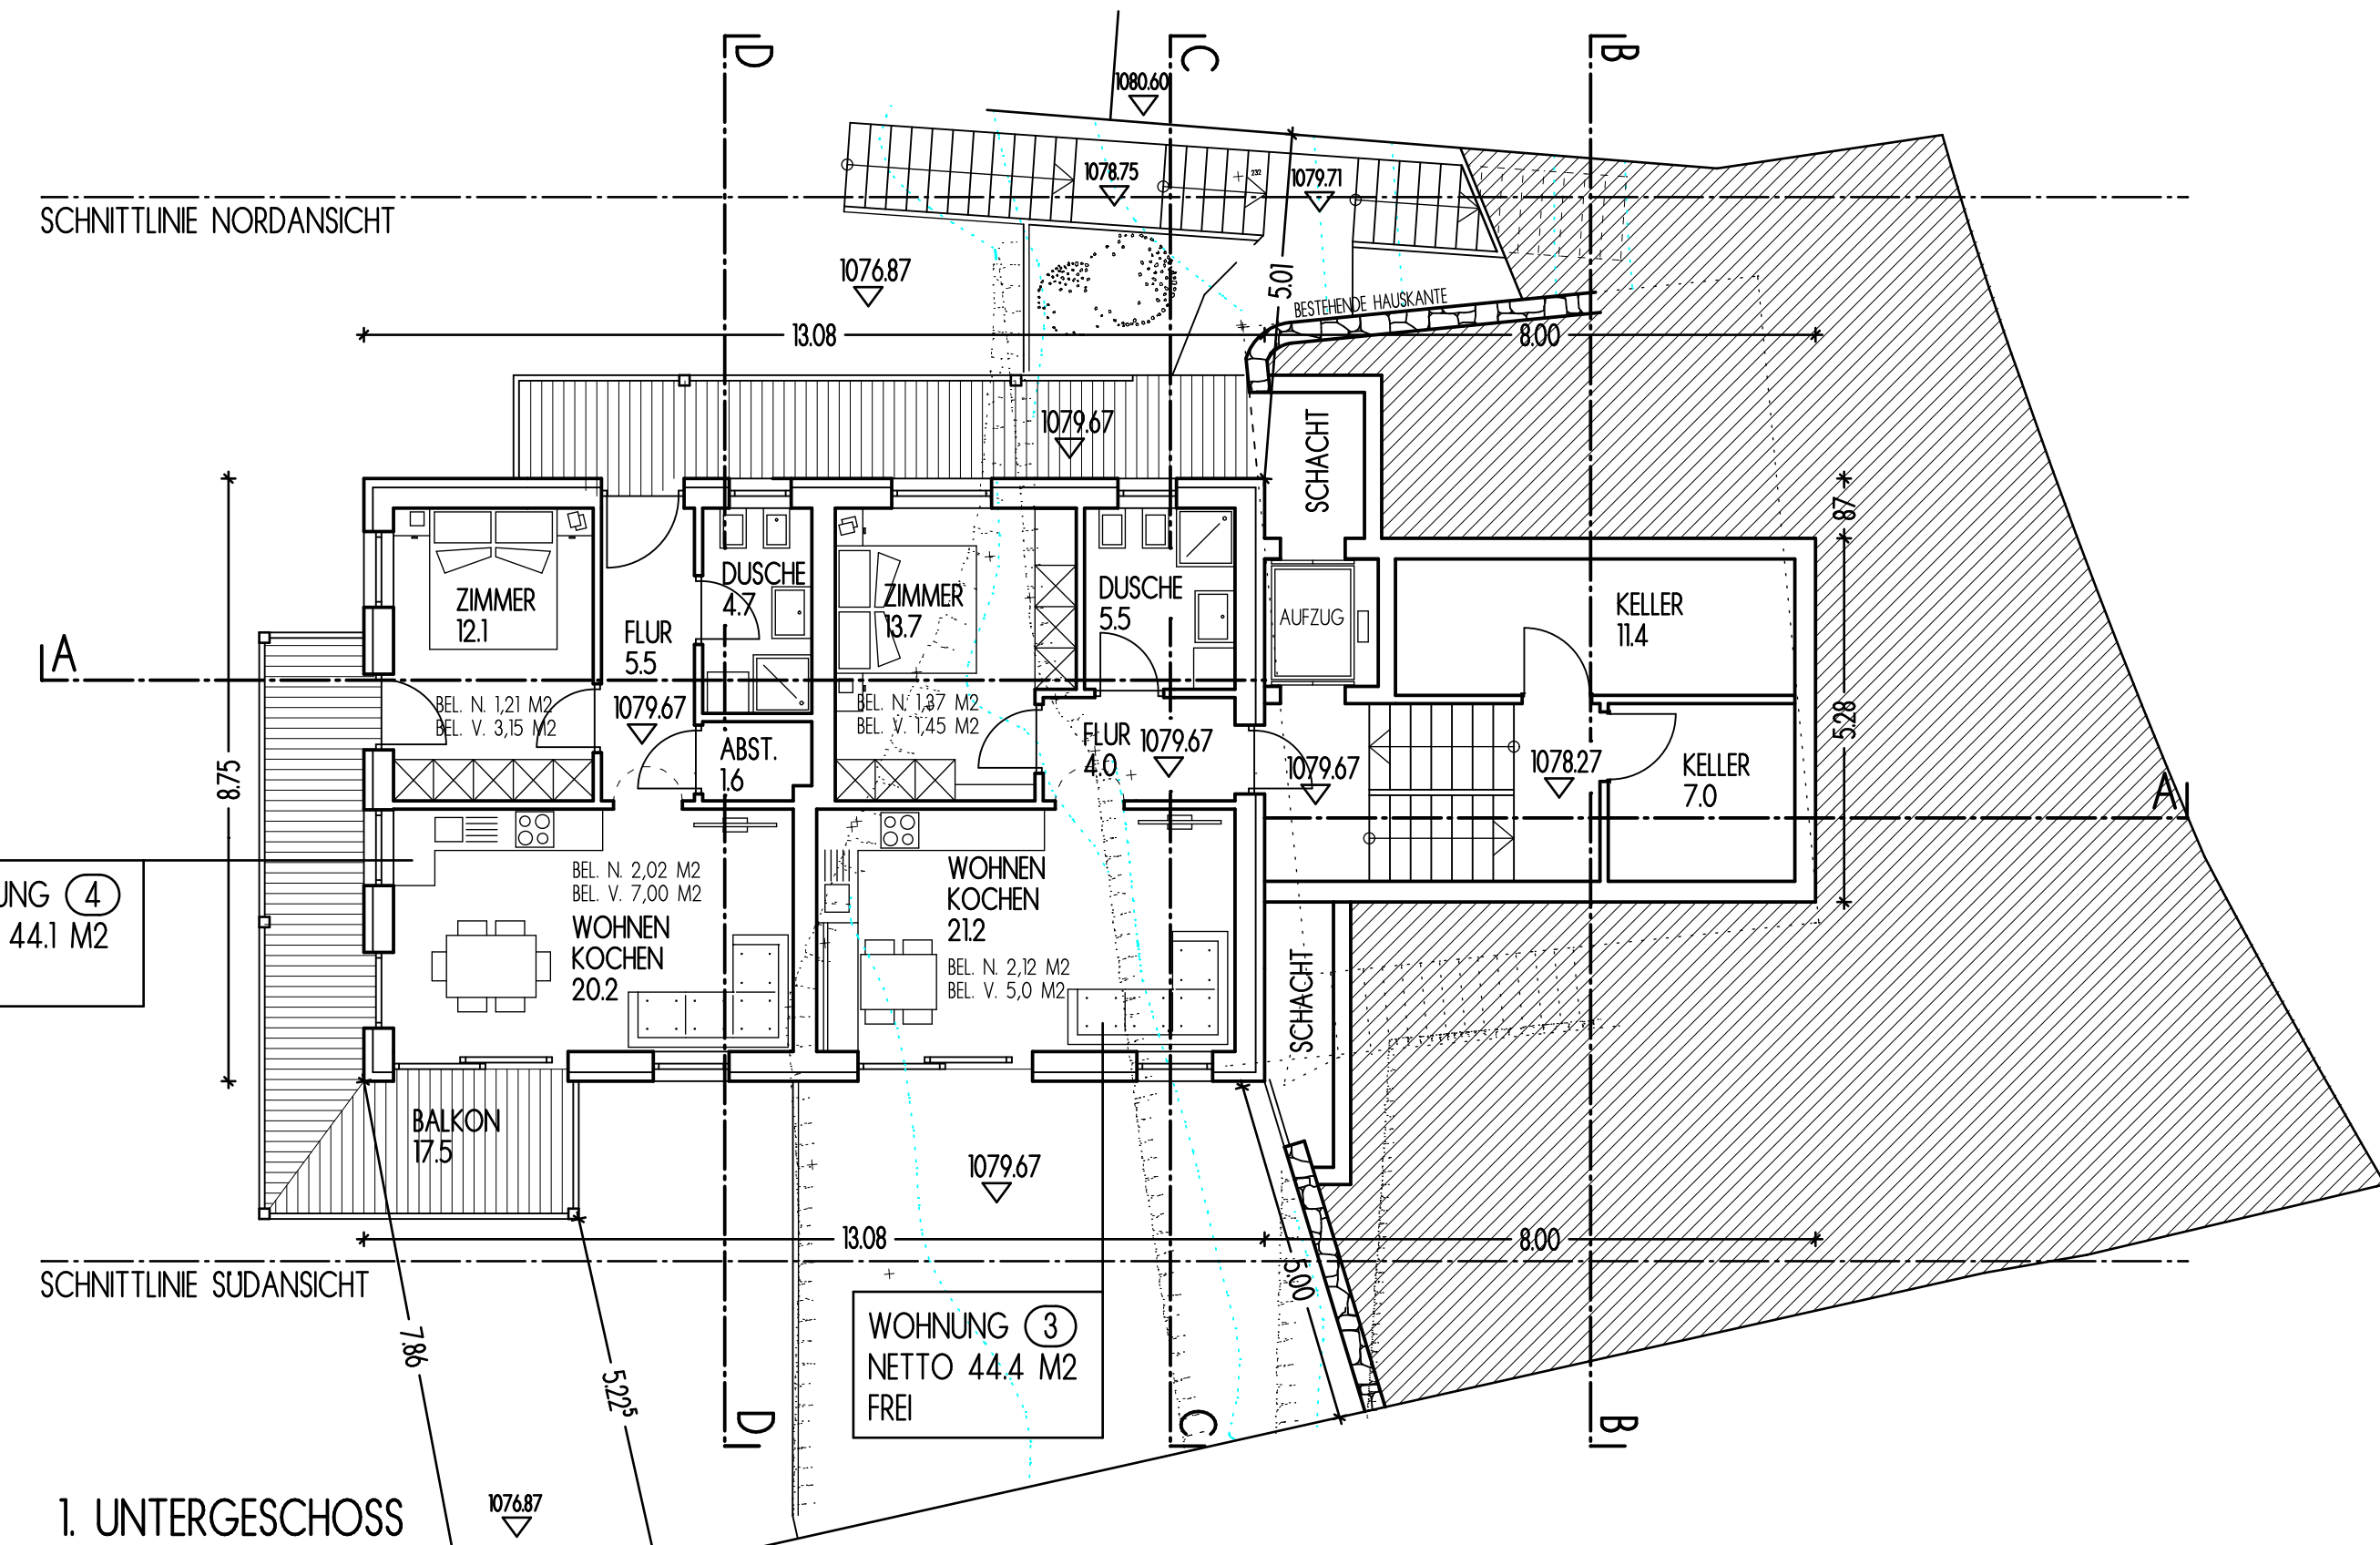 D
C
B
1080.60
1078.75
232
1079.71
SCHNITTLINIE NORDANSICHT
1076.87
5.01
BESTEHENDE HAUSKANTE
13.08
8.00
1079.67
SCHACHT
87
DUSCHE
4.7
ZIMMER
12.1
ZIMMER
13.7
DUSCHE
5.5
AUFZUG
KELLER
11.4
FLUR
5.5
A
BEL. N. 1,21 M2
BEL. V. 3,15 M2
1079.67
BEL. N. 1,37 M2
BEL. V. 1,45 M2
ABST.
1.6
FLUR
4.0
1079.67
1079.67
1078.27
KELLER
7.0
5.28
A
8.75
UNG 4
44.1 M2
BEL. N. 2,02 M2
BEL. V. 7,00 M2
WOHNEN
KOCHEN
20.2
WOHNEN
KOCHEN
21.2
BEL. N. 2,12 M2
BEL. V. 5,0 M2
SCHACHT
BALKON
17.5
1079.67
13.08
8.00
SCHNITTLINIE SÜDANSICHT
5.00
7.86
5.22⁵
WOHNUNG 3
NETTO 44.4 M2
FREI
D
C
B
1. UNTERGESCHOSS
1076.87